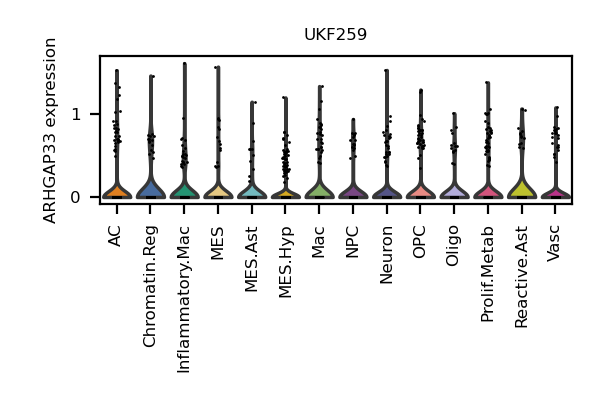 UKF259
ARHGAP33 expression
1
0
AC
Chromatin.Reg
Inflammatory.Mac
MES
MES.Ast
MES.Hyp
Mac
NPC
Neuron
OPC
Oligo
Prolif.Metab
Reactive.Ast
Vasc